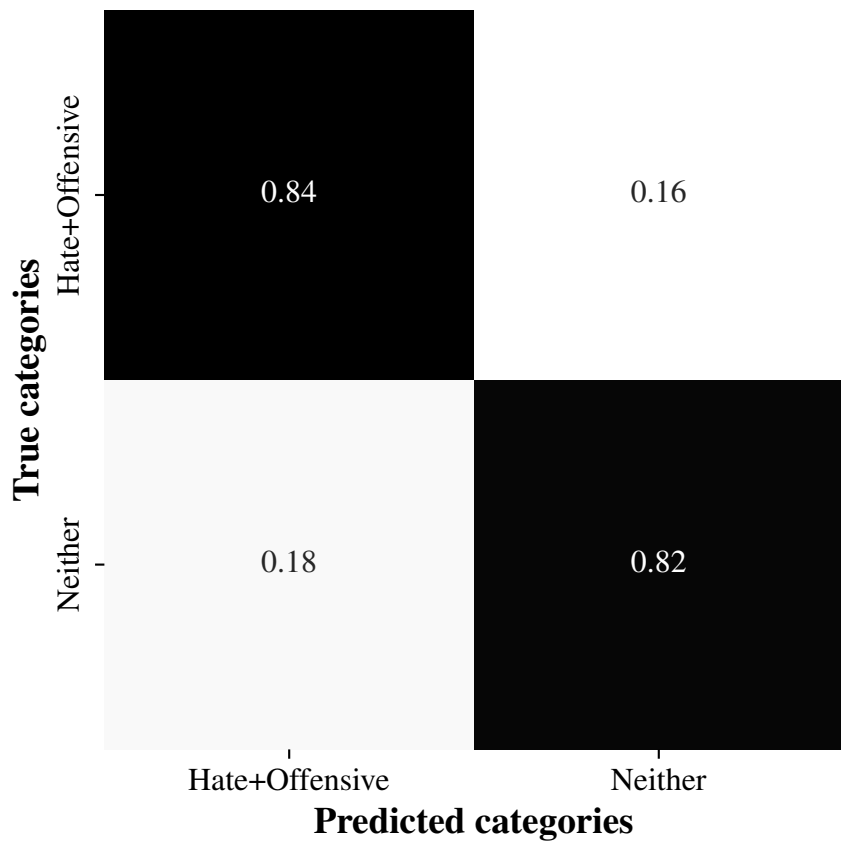 True categories
Hate+Offensive
0.84 0.16
Neither
0.18 0.82
Hate+Offensive Neither
Predicted categories